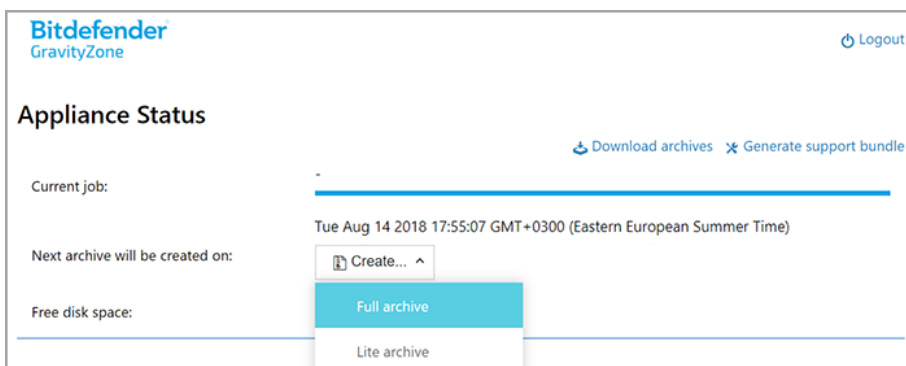 Bitdefender
GravityZone
Logout
Appliance Status
Download archives Generate support bundle
Current job:
-
Tue Aug 14 2018 17:55:07 GMT+0300 (Eastern European Summer Time)
Next archive will be created on:
Create...
Free disk space:
Full archive
Lite archive